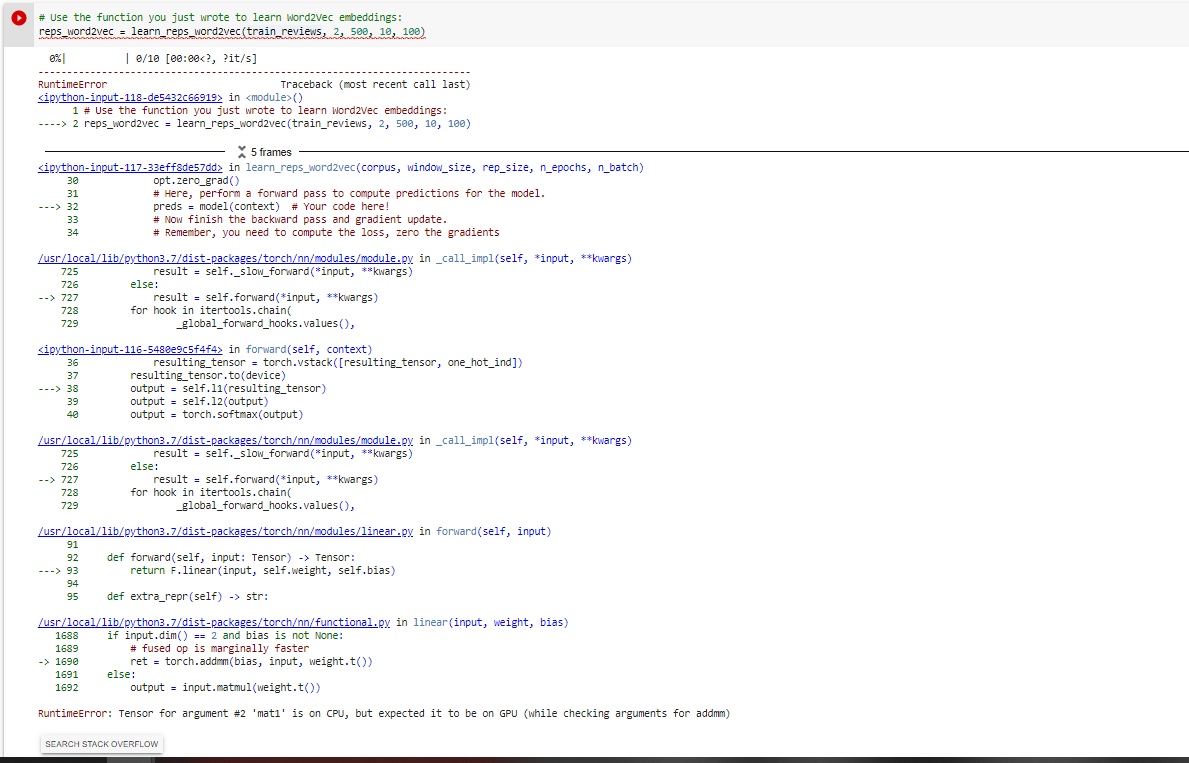 # Use the function you just wrote to learn Word2Vec embeddings:
reps_word2vec = learn_reps_word2vec(train_reviews, 2, 500, 10, 100)
0%| | 0/10 [00:00<?, ?it/s]
---------------------------------------------------------------------------
RuntimeError Traceback (most recent call last)
<ipython-input-118-de5432c66919> in <module>()
1 # Use the function you just wrote to learn Word2Vec embeddings:
----> 2 reps_word2vec = learn_reps_word2vec(train_reviews, 2, 500, 10, 100)
5 frames
<ipython-input-117-33eff8de57dd> in learn_reps_word2vec(corpus, window_size, rep_size, n_epochs, n_batch)
30 opt.zero_grad()
31 # Here, perform a forward pass to compute predictions for the model.
---> 32 preds = model(context) # Your code here!
33 # Now finish the backward pass and gradient update.
34 # Remember, you need to compute the loss, zero the gradients
/usr/local/lib/python3.7/dist-packages/torch/nn/modules/module.py in _call_impl(self, *input, **kwargs)
725 result = self._slow_forward(*input, **kwargs)
726 else:
--> 727 result = self.forward(*input, **kwargs)
728 for hook in itertools.chain(
729 _global_forward_hooks.values(),
<ipython-input-116-5480e9c5f4f4> in forward(self, context)
36 resulting_tensor = torch.vstack([resulting_tensor, one_hot_ind])
37 resulting_tensor.to(device)
---> 38 output = self.l1(resulting_tensor)
39 output = self.l2(output)
40 output = torch.softmax(output)
/usr/local/lib/python3.7/dist-packages/torch/nn/modules/module.py in _call_impl(self, *input, **kwargs)
725 result = self._slow_forward(*input, **kwargs)
726 else:
--> 727 result = self.forward(*input, **kwargs)
728 for hook in itertools.chain(
729 _global_forward_hooks.values(),
/usr/local/lib/python3.7/dist-packages/torch/nn/modules/linear.py in forward(self, input)
91
92 def forward(self, input: Tensor) -> Tensor:
---> 93 return F.linear(input, self.weight, self.bias)
94
95 def extra_repr(self) -> str:
/usr/local/lib/python3.7/dist-packages/torch/nn/functional.py in linear(input, weight, bias)
1688 if input.dim() == 2 and bias is not None:
1689 # fused op is marginally faster
-> 1690 ret = torch.addmm(bias, input, weight.t())
1691 else:
1692 output = input.matmul(weight.t())
RuntimeError: Tensor for argument #2 'mat1' is on CPU, but expected it to be on GPU (while checking arguments for addmm)
SEARCH STACK OVERFLOW